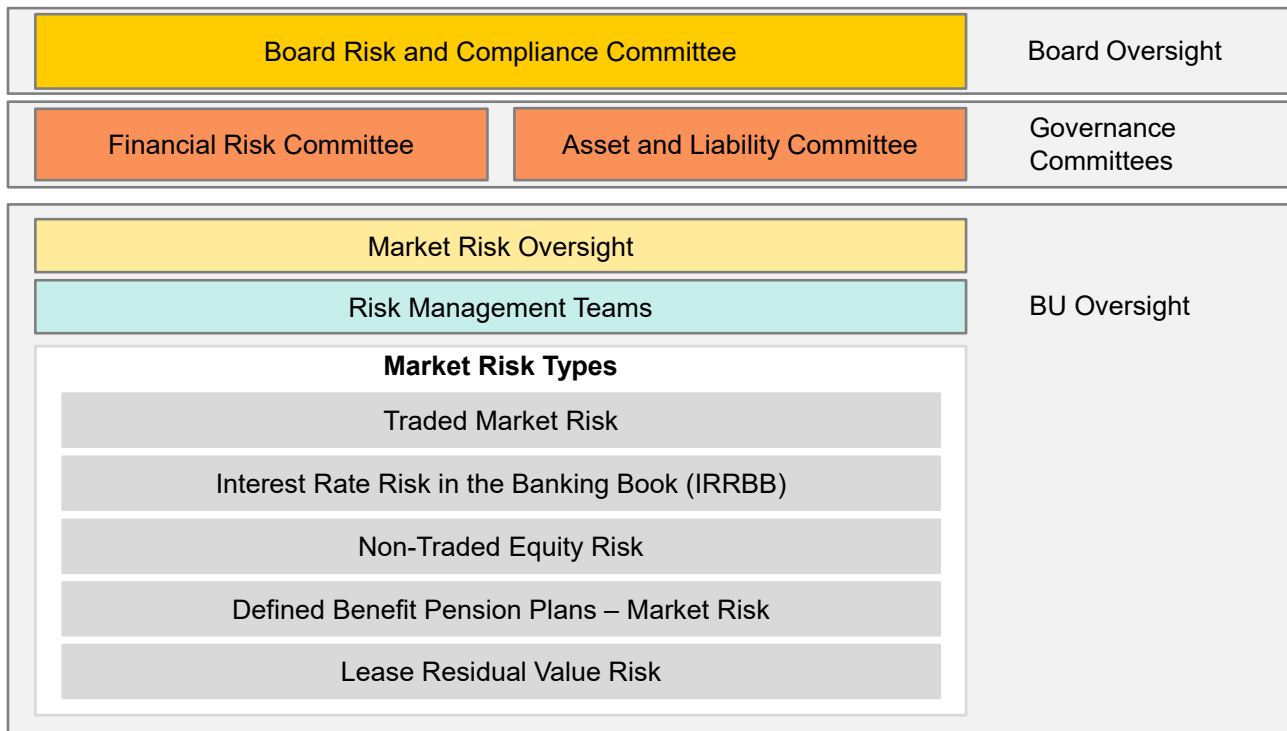 Board Risk and Compliance Committee
Board Oversight
Financial Risk Committee
Asset and Liability Committee
Governance
Committees
Market Risk Oversight
Risk Management Teams
BU Oversight
Market Risk Types
Traded Market Risk
Interest Rate Risk in the Banking Book (IRRBB)
Non-Traded Equity Risk
Defined Benefit Pension Plans – Market Risk
Lease Residual Value Risk